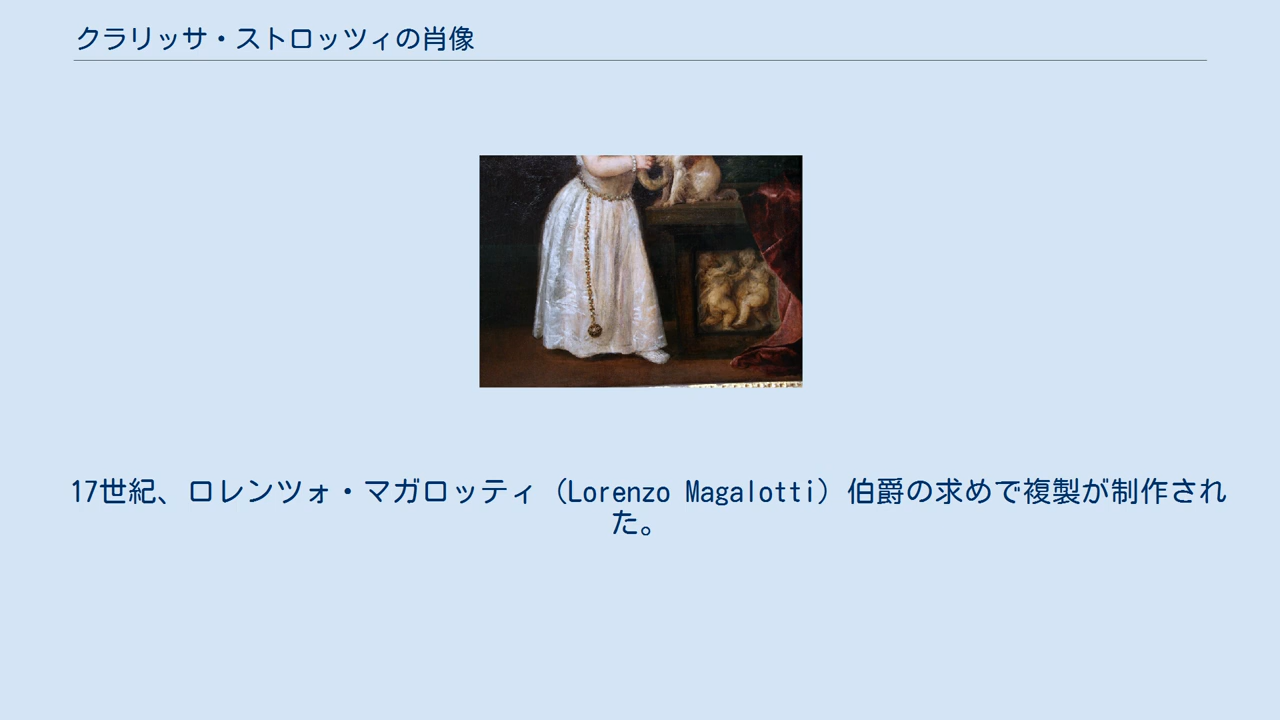 クラリッサ・ストロッツィの肖像
17世紀、ロレンツォ・マガロッティ（Lorenzo Magalotti）伯爵の求めで複製が制作され
た。